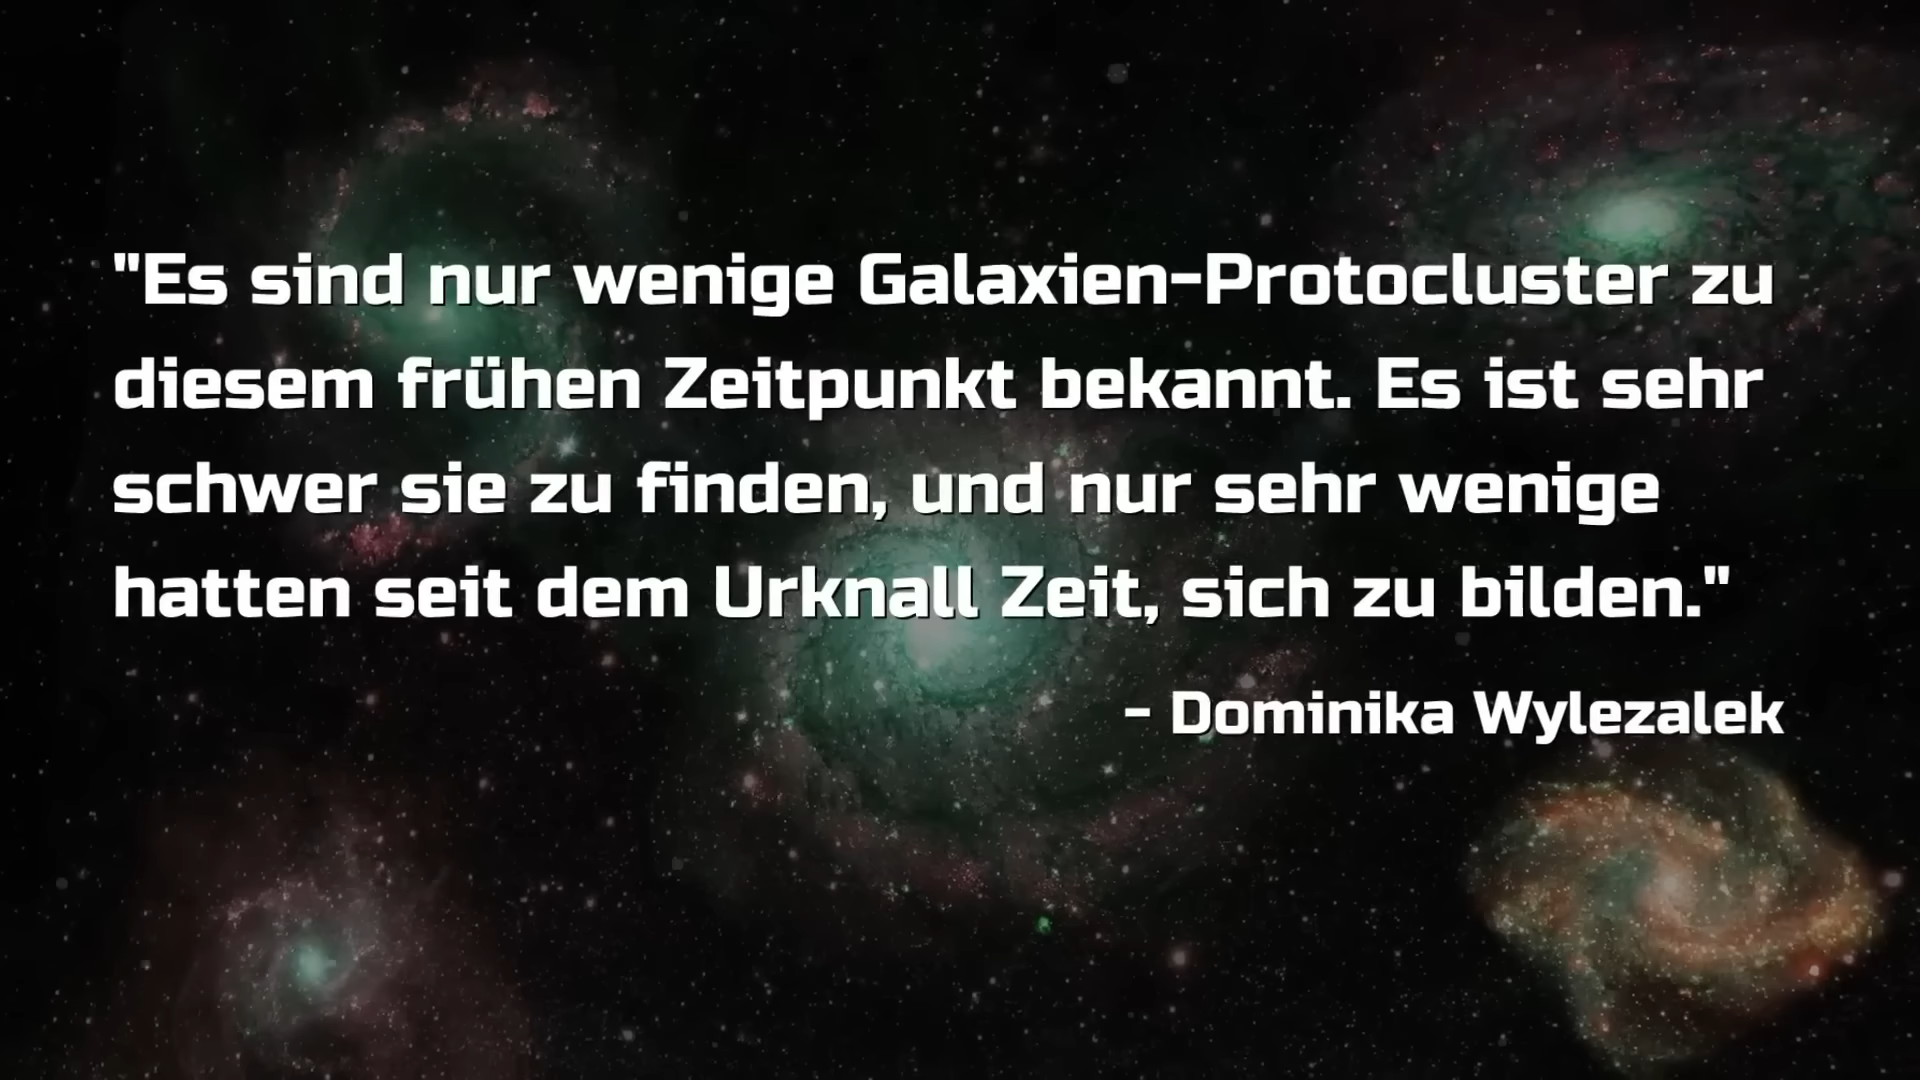 "Es sind nur wenige Galaxien-Protocluster zu
diesem frühen Zeitpunkt bekannt. Es ist sehr
schwer sie zu finden, und nur sehr wenige
hatten seit dem Urknall Zeit, sich zu bilden."
- Dominika Wylezalek